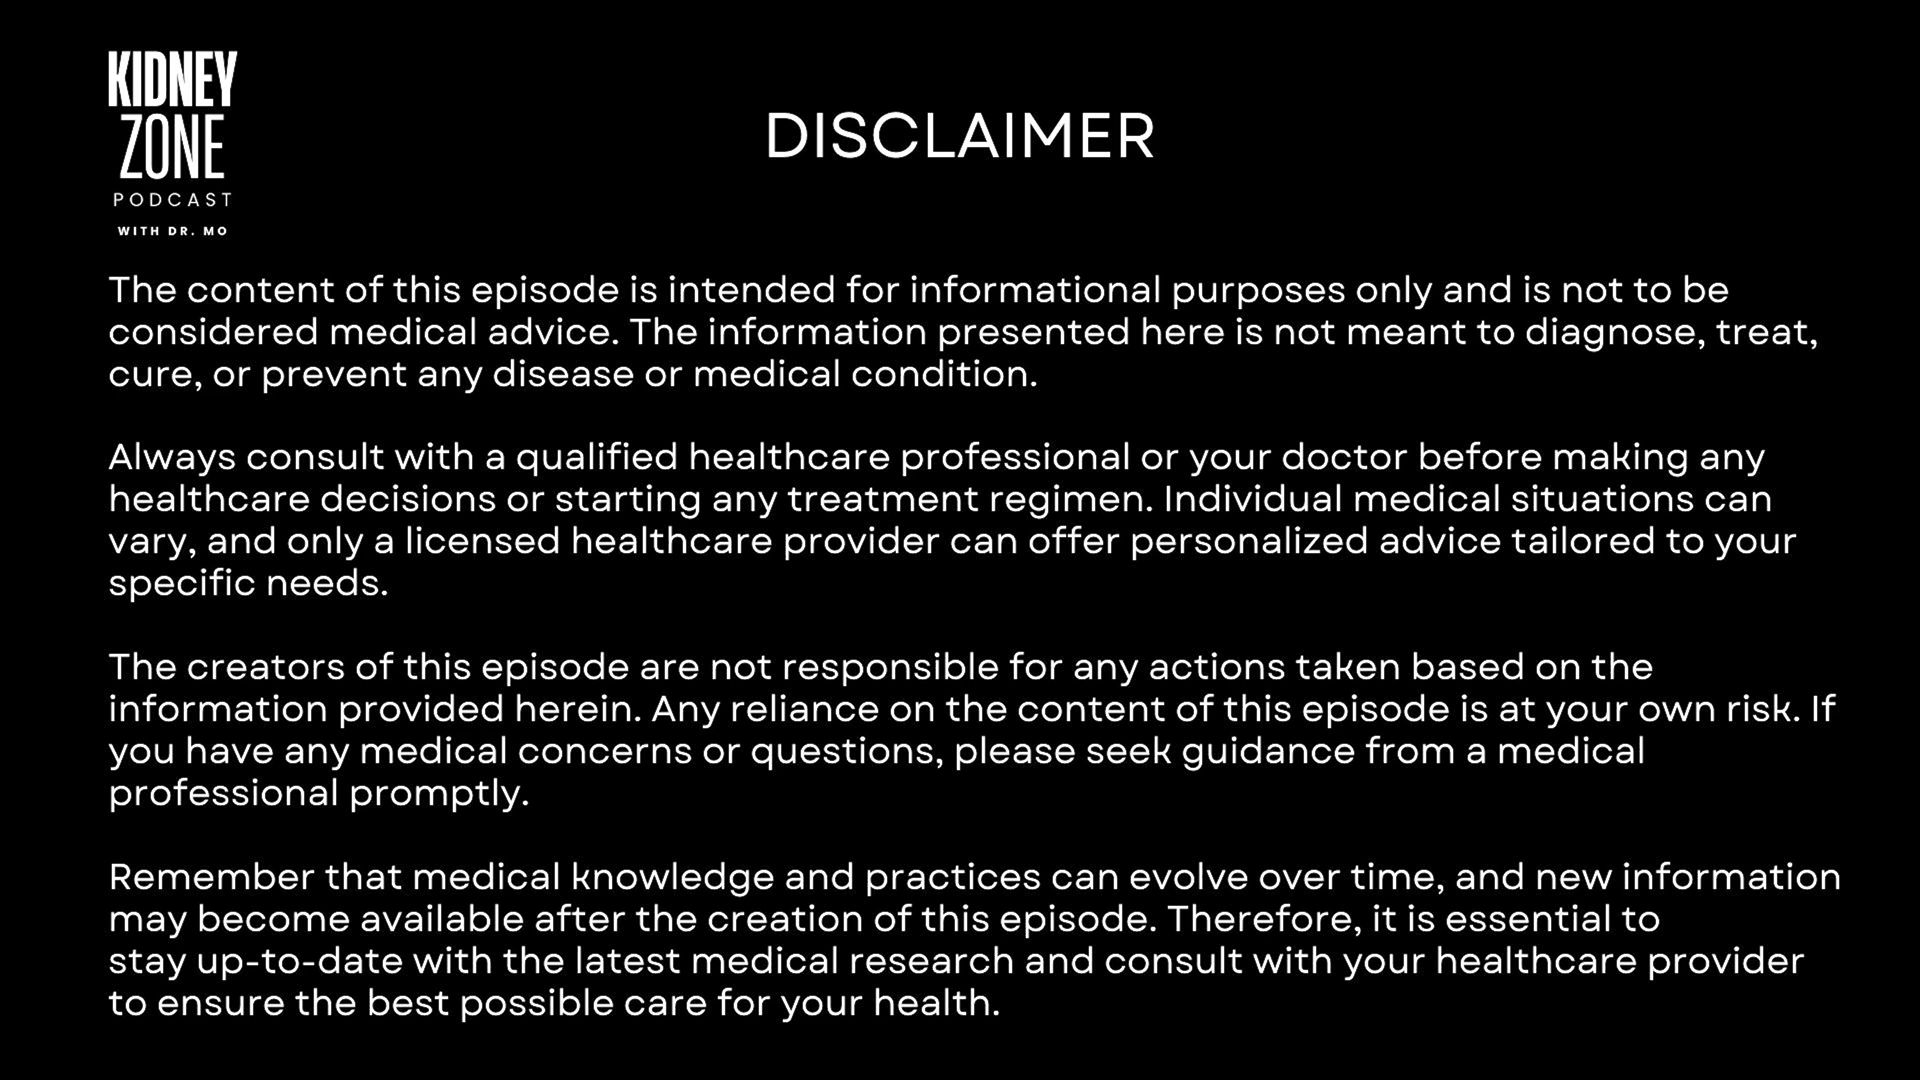 KIDNEY
ZONE
PODCAST
WITH DR. MO
DISCLAIMER
The content of this episode is intended for informational purposes only and is not to be
considered medical advice. The information presented here is not meant to diagnose, treat,
cure, or prevent any disease or medical condition.
Always consult with a qualified healthcare professional or your doctor before making any
healthcare decisions or starting any treatment regimen. Individual medical situations can
vary, and only a licensed healthcare provider can offer personalized advice tailored to your
specific needs.
The creators of this episode are not responsible for any actions taken based on the
information provided herein. Any reliance on the content of this episode is at your own risk. If
you have any medical concerns or questions, please seek guidance from a medical
professional promptly.
Remember that medical knowledge and practices can evolve over time, and new information
may become available after the creation of this episode. Therefore, it is essential to
stay up-to-date with the latest medical research and consult with your healthcare provider
to ensure the best possible care for your health.